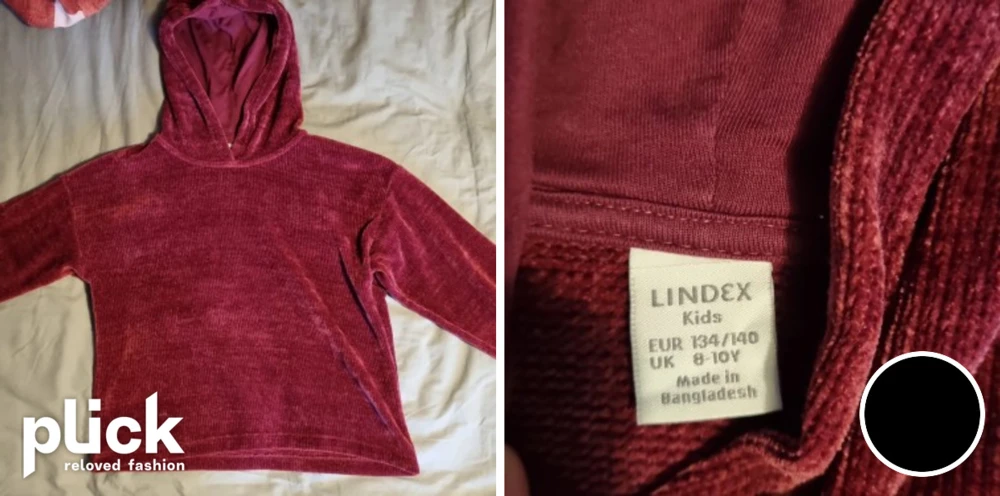 plick
reloved fashion
LINDEX
Kids
EUR 134/140
UK 8-10Y
Made in
Bangladesh